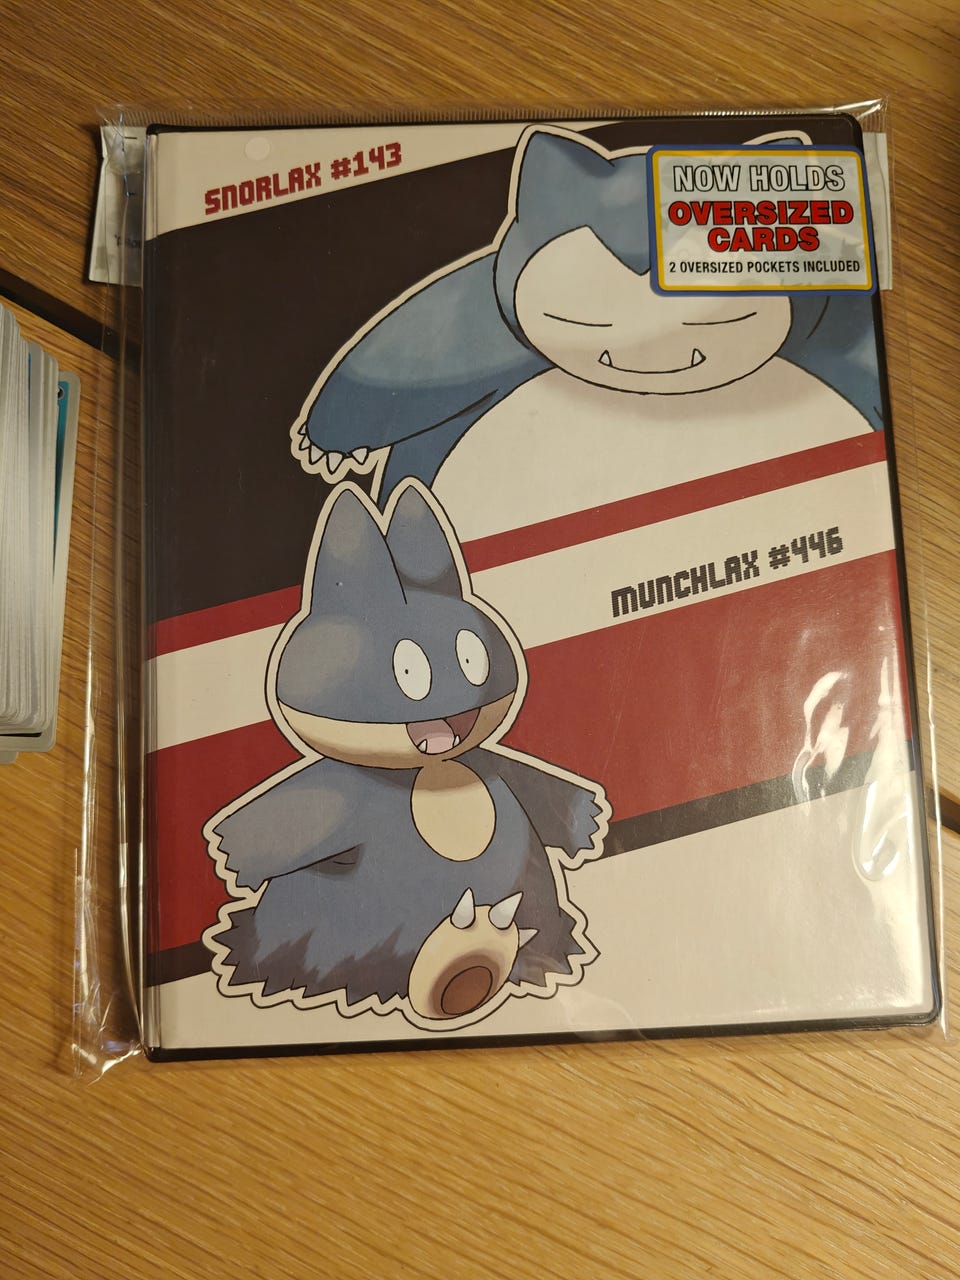 SNORLAX #143
NOW HOLDS
OVERSIZED
CARDS
2 OVERSIZED POCKETS INCLUDED
MUNCHLAX #446